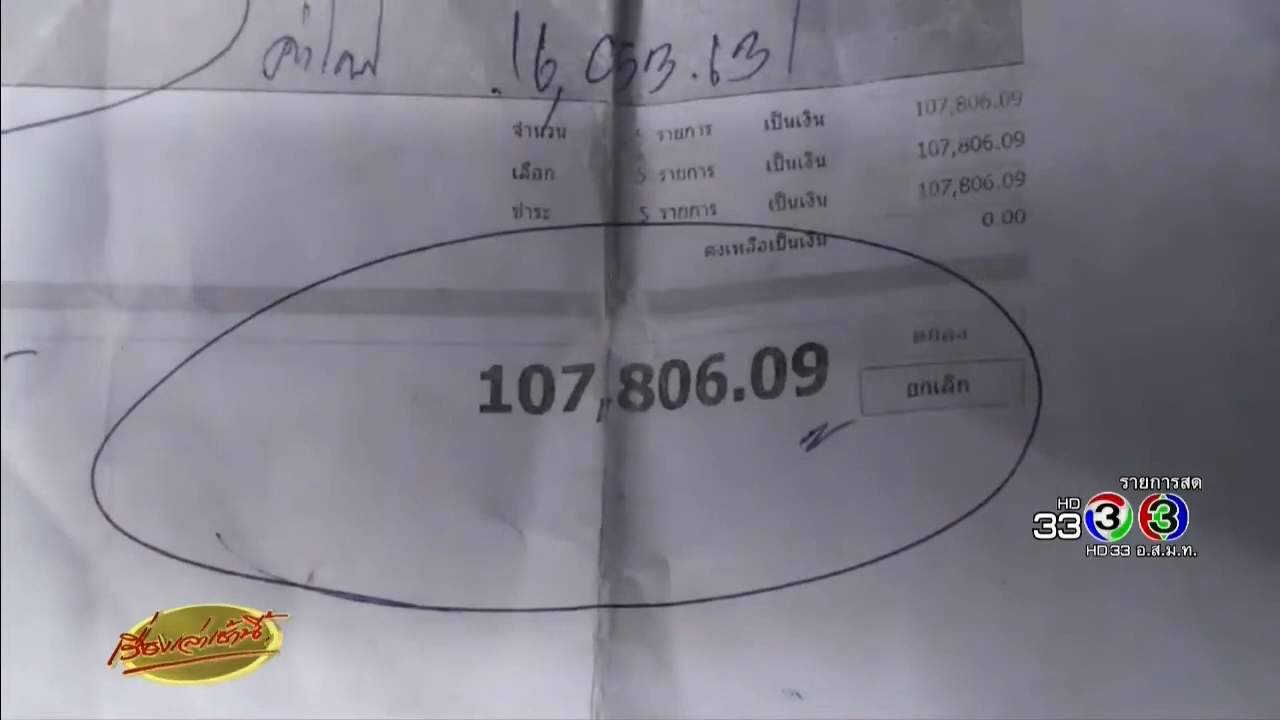 ค่าไฟ 16,053.13
จำนวน รายการ เป็นเงิน 107,806.09
เลือก 5 รายการ เป็นเงิน 107,806.09
ชำระ 5 รายการ เป็นเงิน 107,806.09
คงเหลือเป็นเงิน 0.00
107,806.09
ตกลง
ยกเลิก
รายการสด
HD
33 3 3
HD33 อ.ส.ม.ท.
เรื่องเล่าเช้านี้